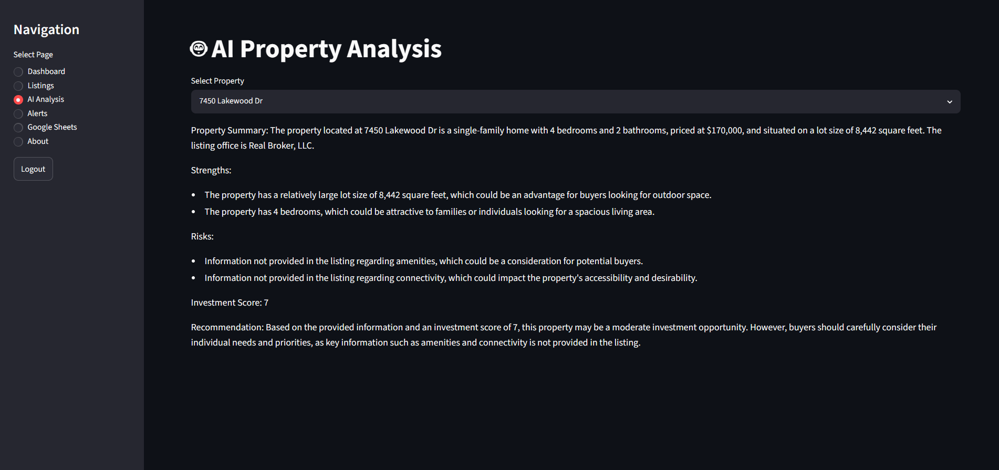 Navigation
Select Page
Dashboard
Listings
AI Analysis
Alerts
Google Sheets
About
Logout
AI Property Analysis
Select Property
7450 Lakewood Dr
Property Summary: The property located at 7450 Lakewood Dr is a single-family home with 4 bedrooms and 2 bathrooms, priced at $170,000, and situated on a lot size of 8,442 square feet. The
listing office is Real Broker, LLC.
Strengths:
• The property has a relatively large lot size of 8,442 square feet, which could be an advantage for buyers looking for outdoor space.
• The property has 4 bedrooms, which could be attractive to families or individuals looking for a spacious living area.
Risks:
• Information not provided in the listing regarding amenities, which could be a consideration for potential buyers.
• Information not provided in the listing regarding connectivity, which could impact the property's accessibility and desirability.
Investment Score: 7
Recommendation: Based on the provided information and an investment score of 7, this property may be a moderate investment opportunity. However, buyers should carefully consider their
individual needs and priorities, as key information such as amenities and connectivity is not provided in the listing.